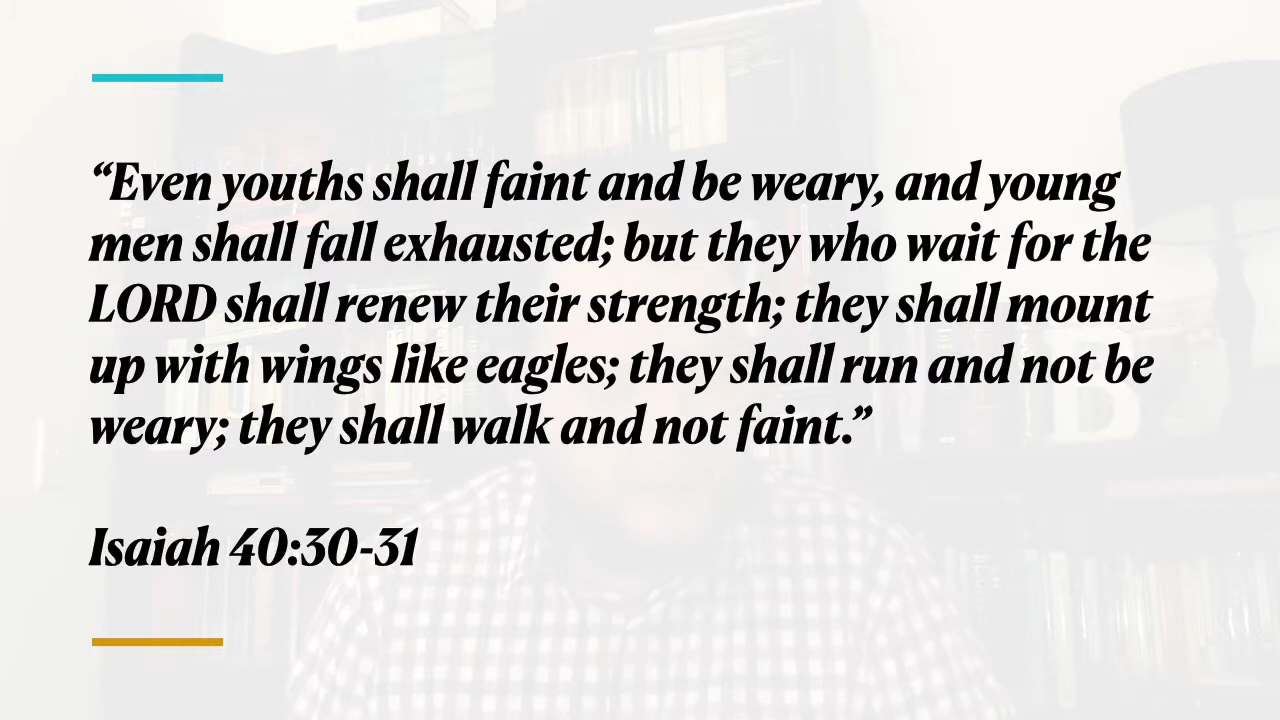 “Even youths shall faint and be weary, and young
men shall fall exhausted; but they who wait for the
LORD shall renew their strength; they shall mount
up with wings like eagles; they shall run and not be
weary; they shall walk and not faint.”
Isaiah 40:30-31